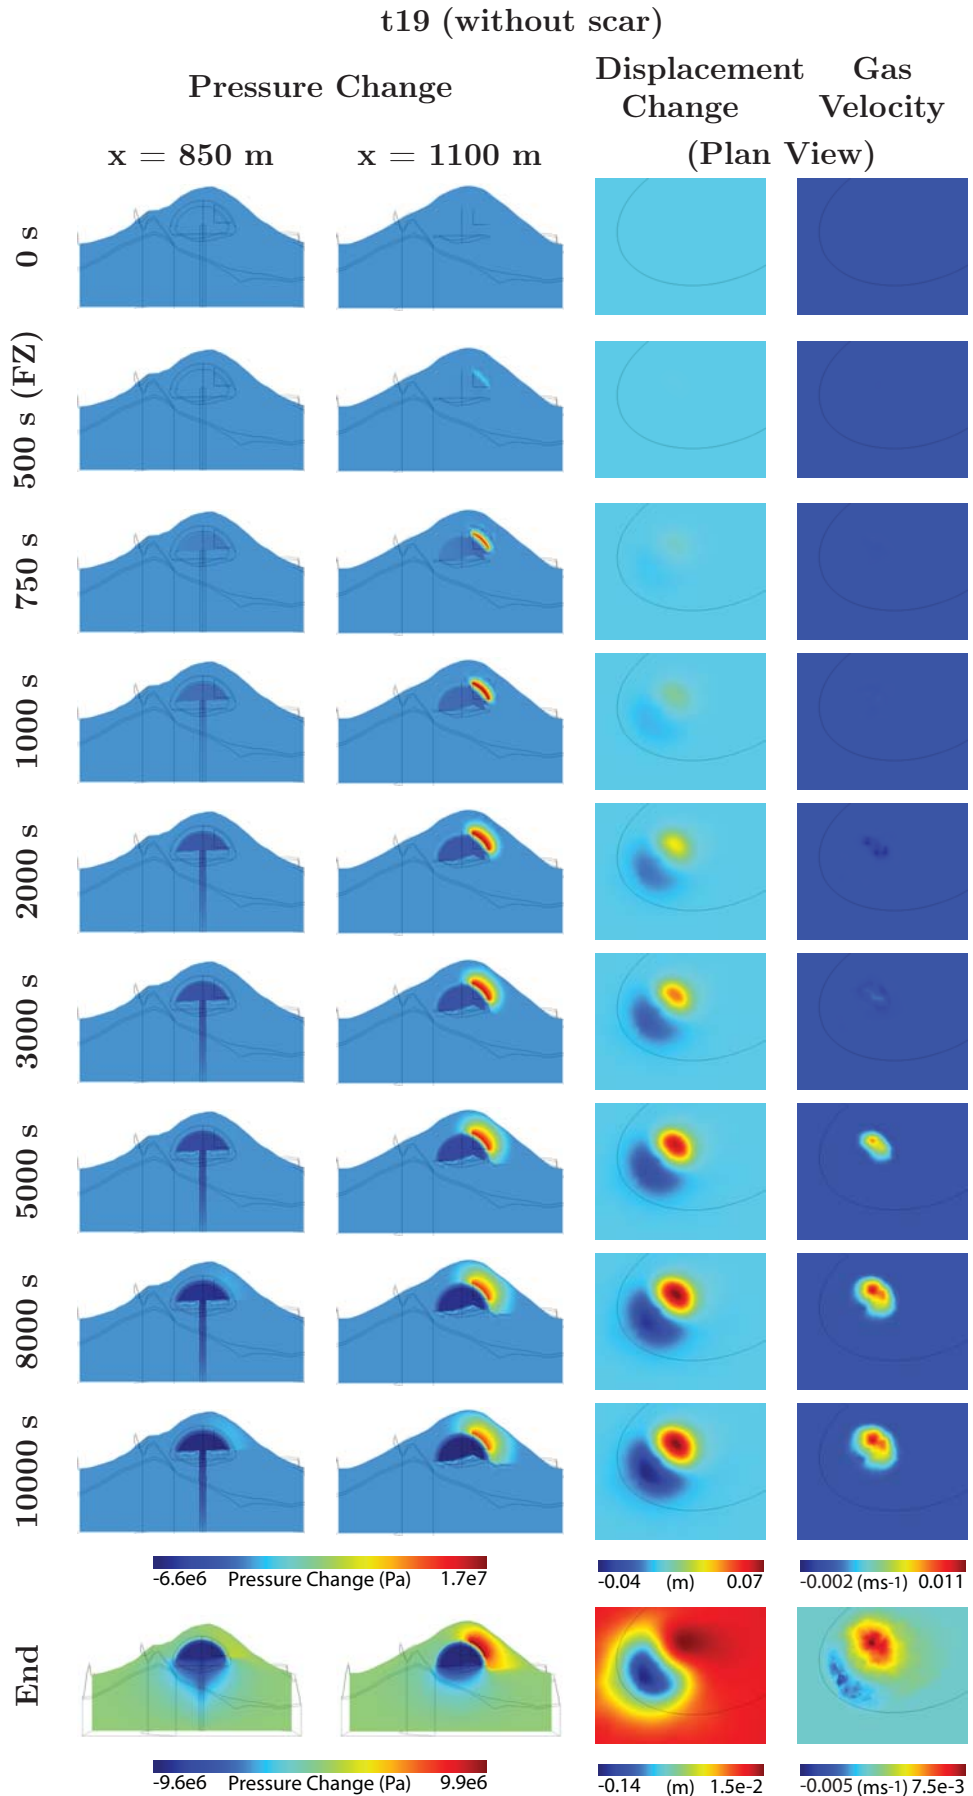 t19 (without scar)
Pressure Change
Displacement Change
Gas Velocity
x = 850 m
x = 1100 m
(Plan View)
0 s
500 s (FZ)
750 s
1000 s
2000 s
3000 s
5000 s
8000 s
10000 s
-6.6e6 Pressure Change (Pa) 1.7e7
-0.04 (m) 0.07
-0.002 (ms-1) 0.011
End
-9.6e6 Pressure Change (Pa) 9.9e6
-0.14 (m) 1.5e-2
-0.005 (ms-1) 7.5e-3